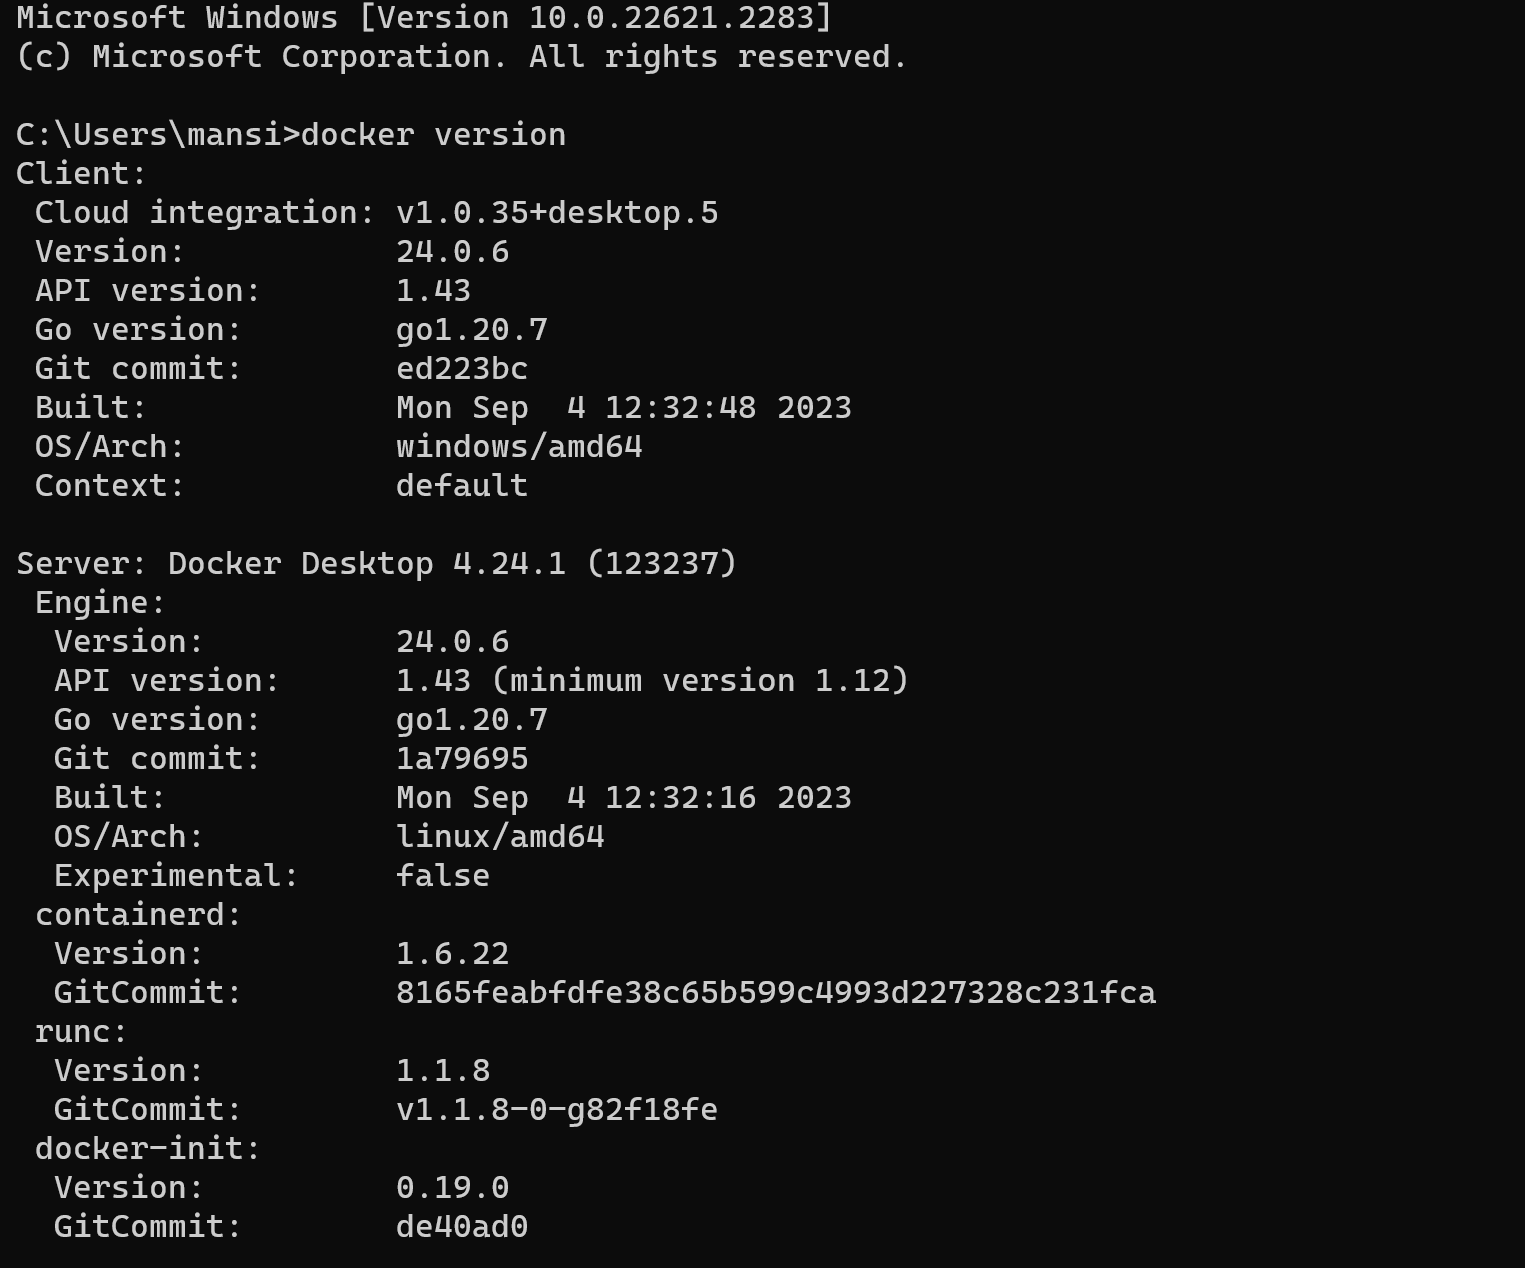 Microsoft Windows [Version 10.0.22621.2283]
(c) Microsoft Corporation. All rights reserved.

C:\Users\mansi>docker version
Client:
 Cloud integration: v1.0.35+desktop.5
 Version:           24.0.6
 API version:       1.43
 Go version:        go1.20.7
 Git commit:        ed223bc
 Built:             Mon Sep  4 12:32:48 2023
 OS/Arch:           windows/amd64
 Context:           default

Server: Docker Desktop 4.24.1 (123237)
 Engine:
  Version:          24.0.6
  API version:      1.43 (minimum version 1.12)
  Go version:       go1.20.7
  Git commit:       1a79695
  Built:            Mon Sep  4 12:32:16 2023
  OS/Arch:          linux/amd64
  Experimental:     false
 containerd:
  Version:          1.6.22
  GitCommit:        8165feabfdfe38c65b599c4993d227328c231fca
 runc:
  Version:          1.1.8
  GitCommit:        v1.1.8-0-g82f18fe
 docker-init:
  Version:          0.19.0
  GitCommit:        de40ad0